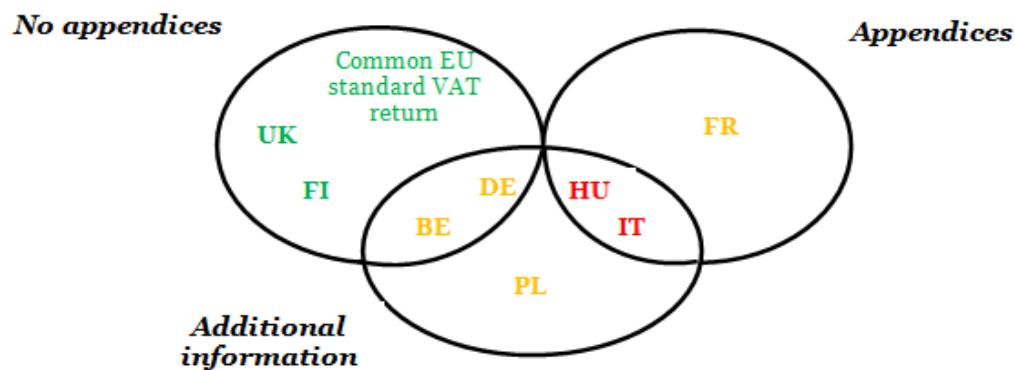 No appendices
Appendices
Common EU
standard VAT
return
UK
FR
FI
DE
HU
BE
IT
PL
Additional
information